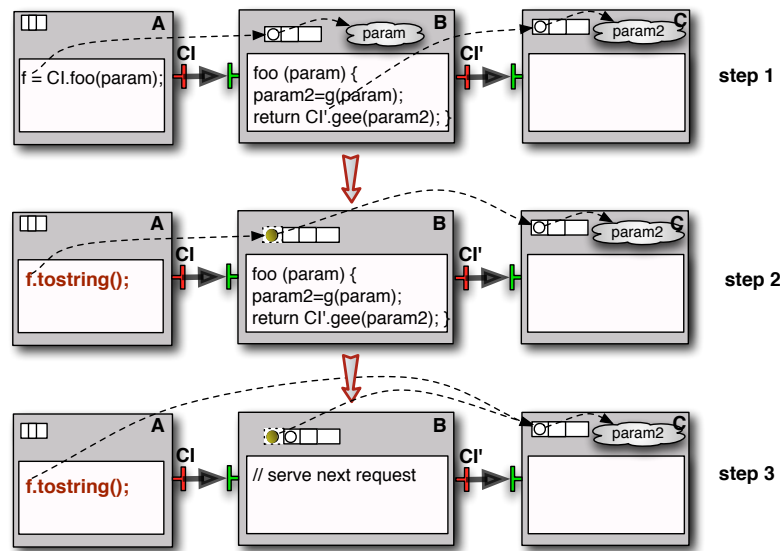 A
B
C
CI
param
CI'
param2
f = CI.foo(param);
foo (param) {
param2=g(param);
return CI'.gee(param2); }
step 1
A
B
C
CI
CI'
param2
f.tostring();
foo (param) {
param2=g(param);
return CI'.gee(param2); }
step 2
A
B
C
CI
CI'
param2
f.tostring();
// serve next request
step 3